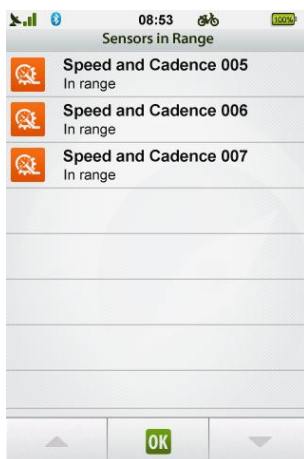 08:53
100%
Sensors in Range
Speed and Cadence 005
In range
Speed and Cadence 006
In range
Speed and Cadence 007
In range
OK